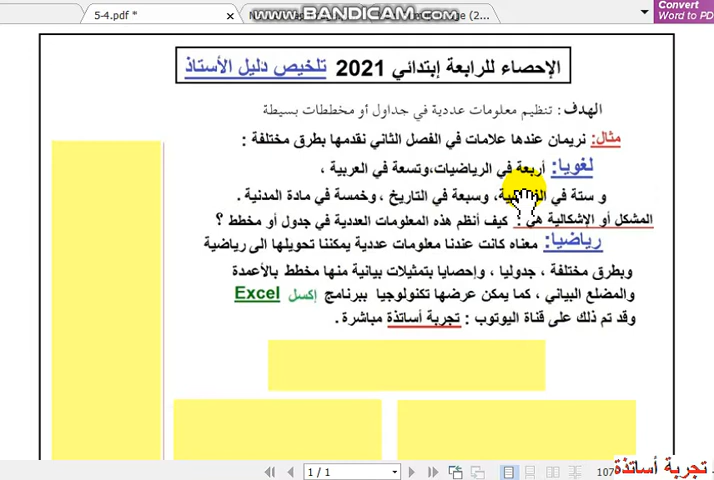 Convert
5-4.pdf *
WWW.BANDICAM.COM
Word to PD
الإحصاء للرابعة إبتدائي 2021 تلخيص دليل الأستاذ
الهدف : تنظيم معلومات عددية في جداول أو مخططات بسيطة
مثال: نريمان عندها علامات في الفصل الثاني نقدمها بطرق مختلفة :
لغويا: أربعة في الرياضيات،وتسعة في العربية ،
و ستة في ، وسبعة في التاريخ ، وخمسة في مادة المدنية .
المشكل أو الإشكالية هي : كيف أنظم هذه المعلومات العددية في جدول أو مخطط ؟
رياضيا: معناه كانت عندنا معلومات عددية يمكننا تحويلها الى رياضية
وبطرق مختلفة ، جدوليا ، وإحصايا بتمثيلات بيانية منها مخطط بالأعمدة
والمضلع البياني ، كما يمكن عرضها تكنولوجيا ببرنامج إكسل Excel
وقد تم ذلك على قناة اليوتوب : تجربة أساتذة مباشرة .
1 / 1
107
تجربة أساتذة